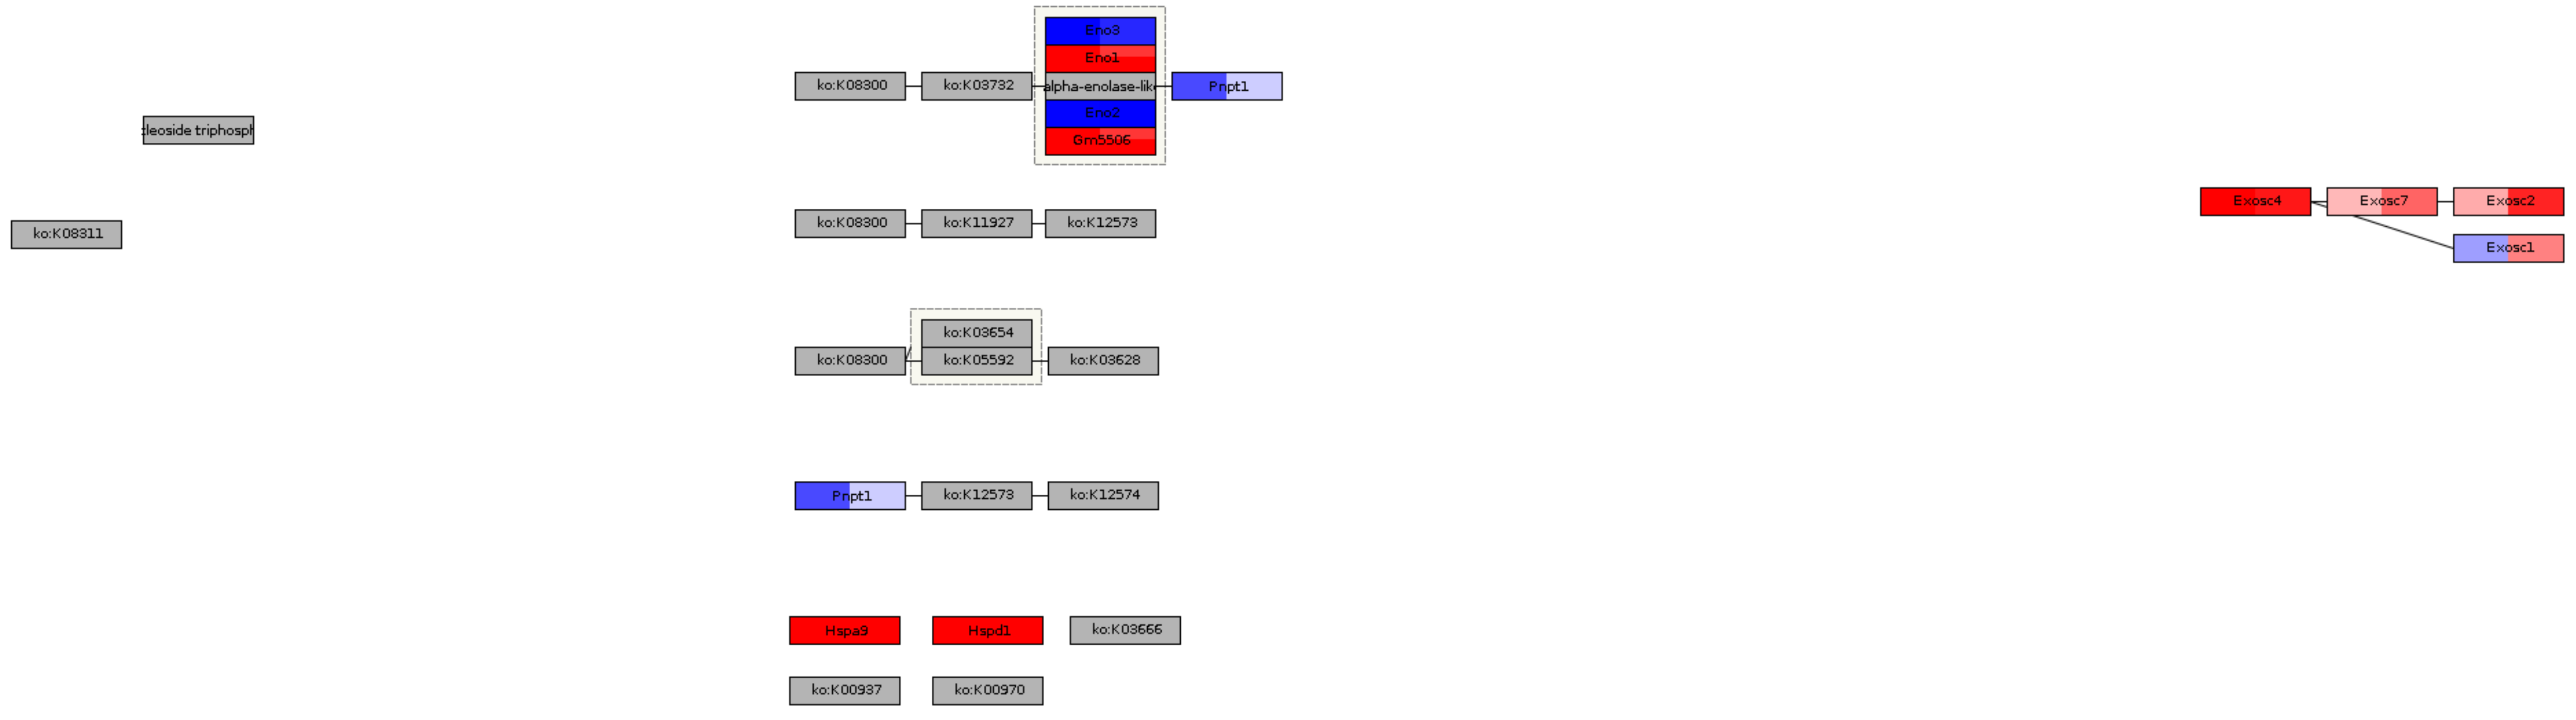 Eno3
Eno1
ko:K08300
ko:K03732
alpha-enolase-lik
Pnpt1
Eno2
leoside triphosp
Gm5506
Exosc4
Exosc7
Exosc2
ko:K08300
ko:K11927
ko:K12573
ko:K08311
Exosc1
ko:K03654
ko:K08300
ko:K05592
ko:K03628
Pnpt1
ko:K12573
ko:K12574
Hspa9
Hspd1
ko:K03666
ko:K00937
ko:K00970